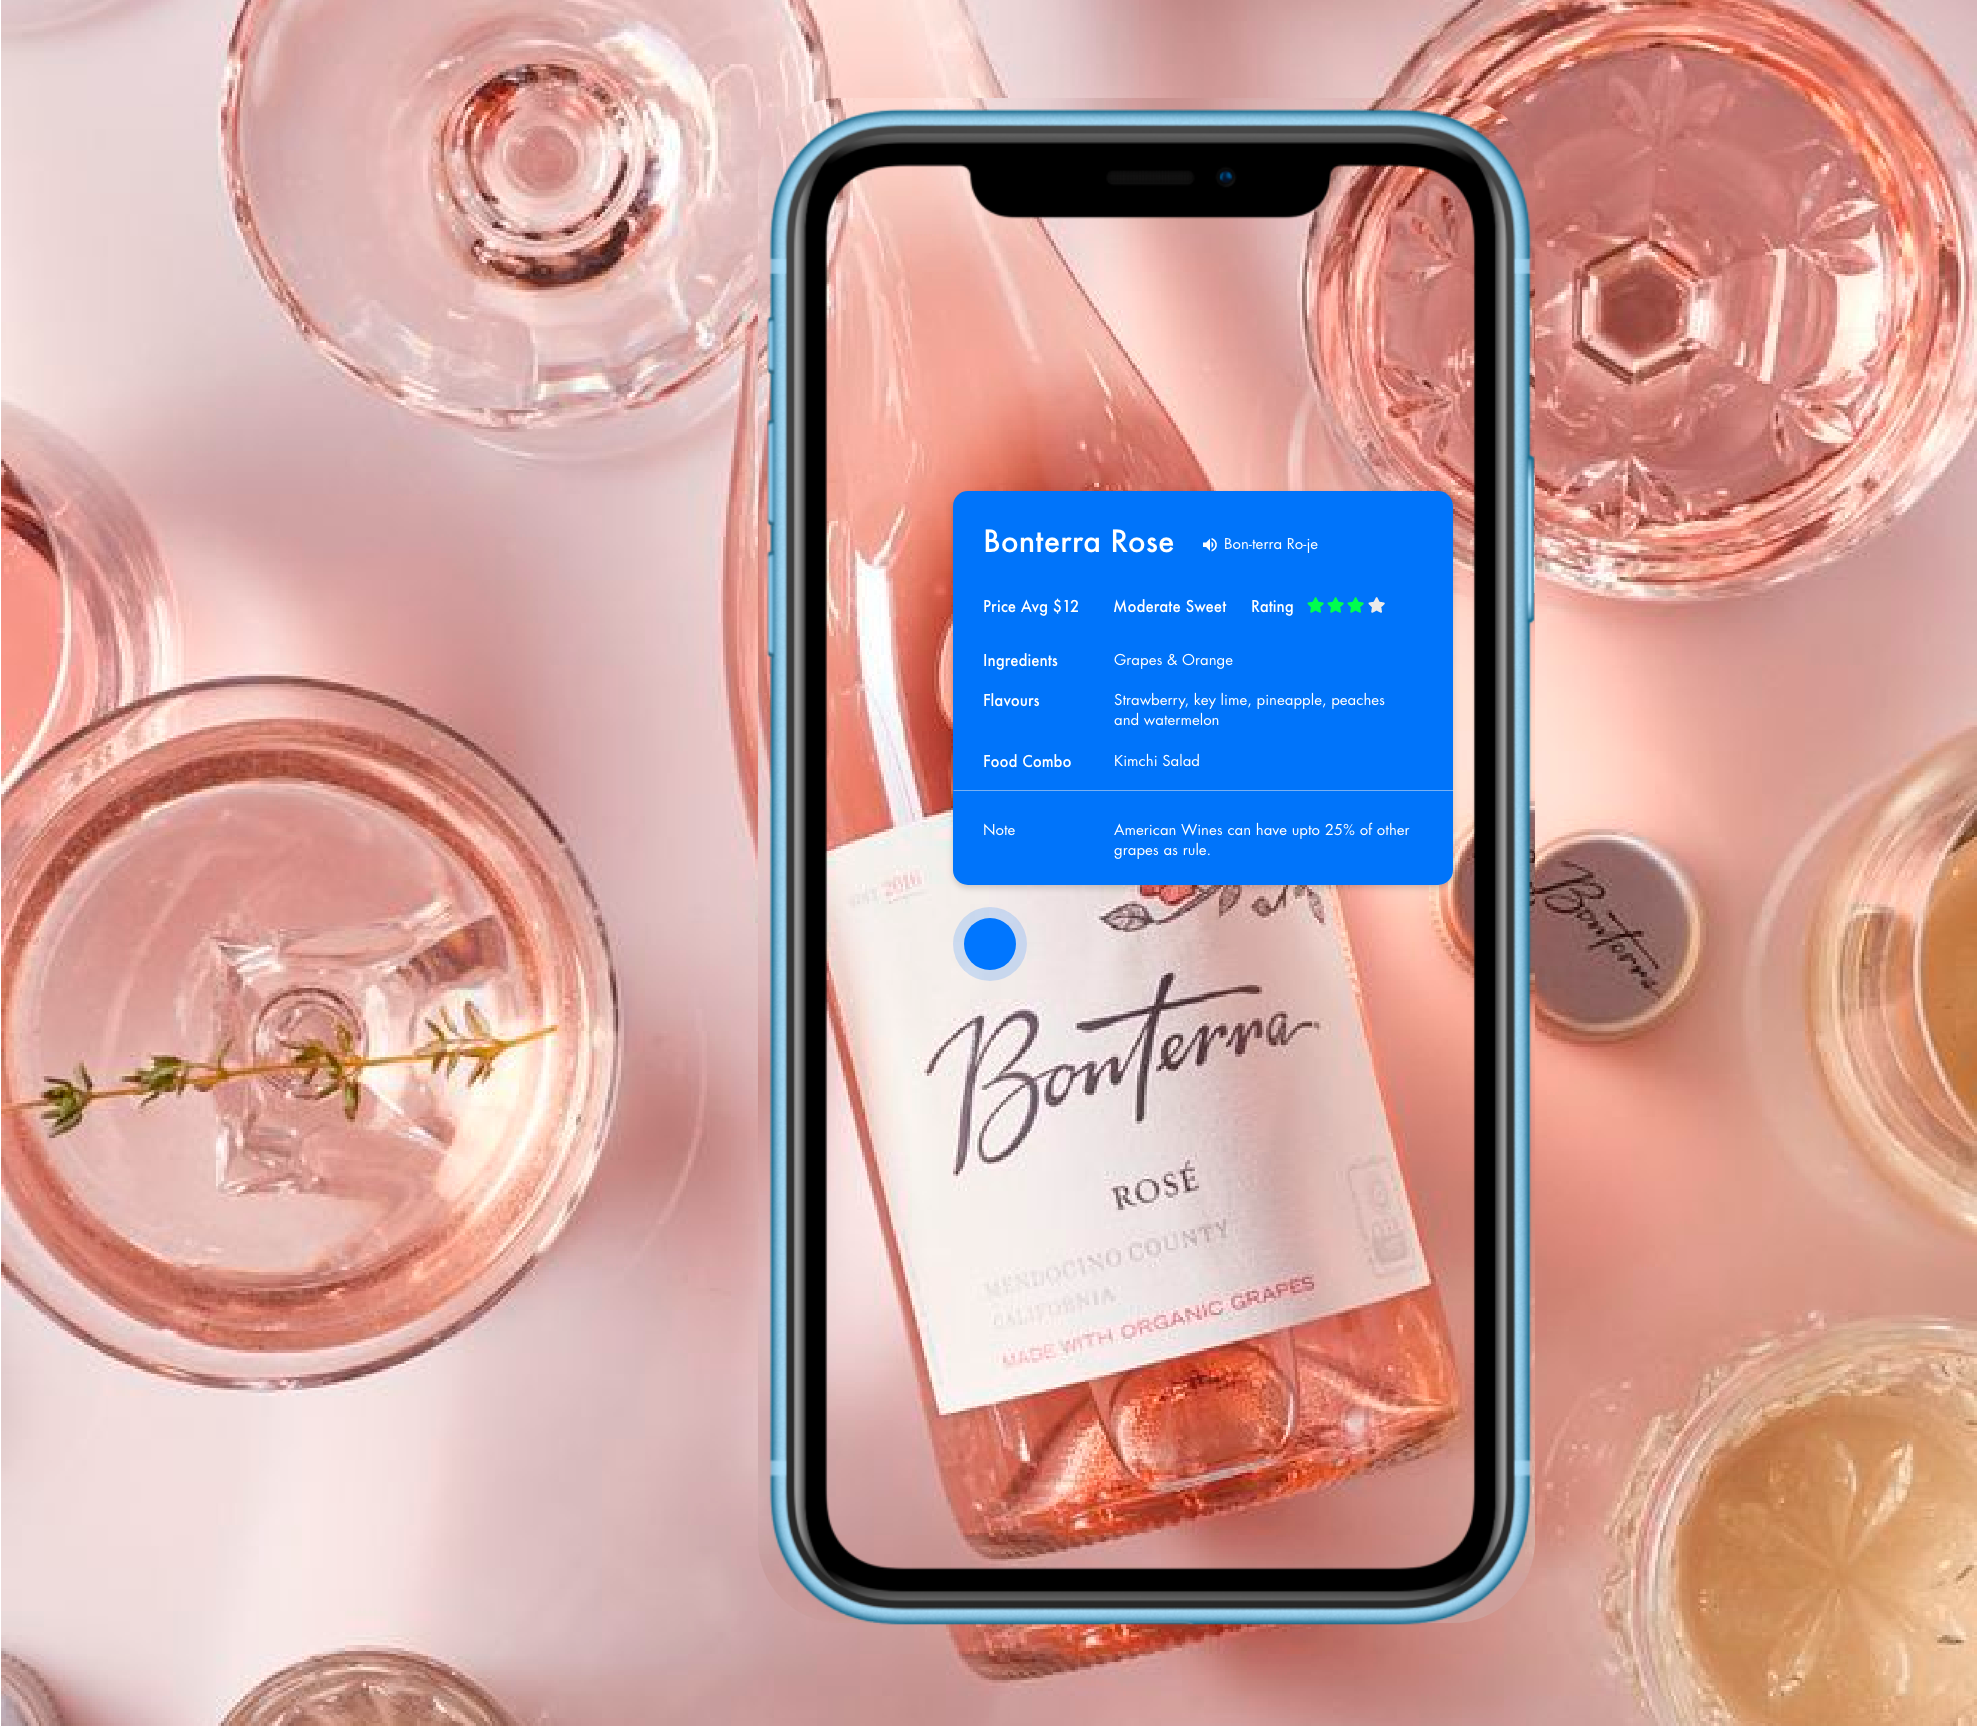 Bonterra Rose Bon-terra Ro-je
Price Avg $12 Moderate Sweet Rating
Ingredients Grapes & Orange
Flavours Strawberry, key lime, pineapple, peaches
and watermelon
Food Combo Kimchi Salad
Note American Wines can have upto 25% of other
grapes as rule.
2016
Bonterra
ROSÉ
MENDOCINO COUNTY
CALIFORNIA
MADE WITH ORGANIC GRAPES
Bonterra